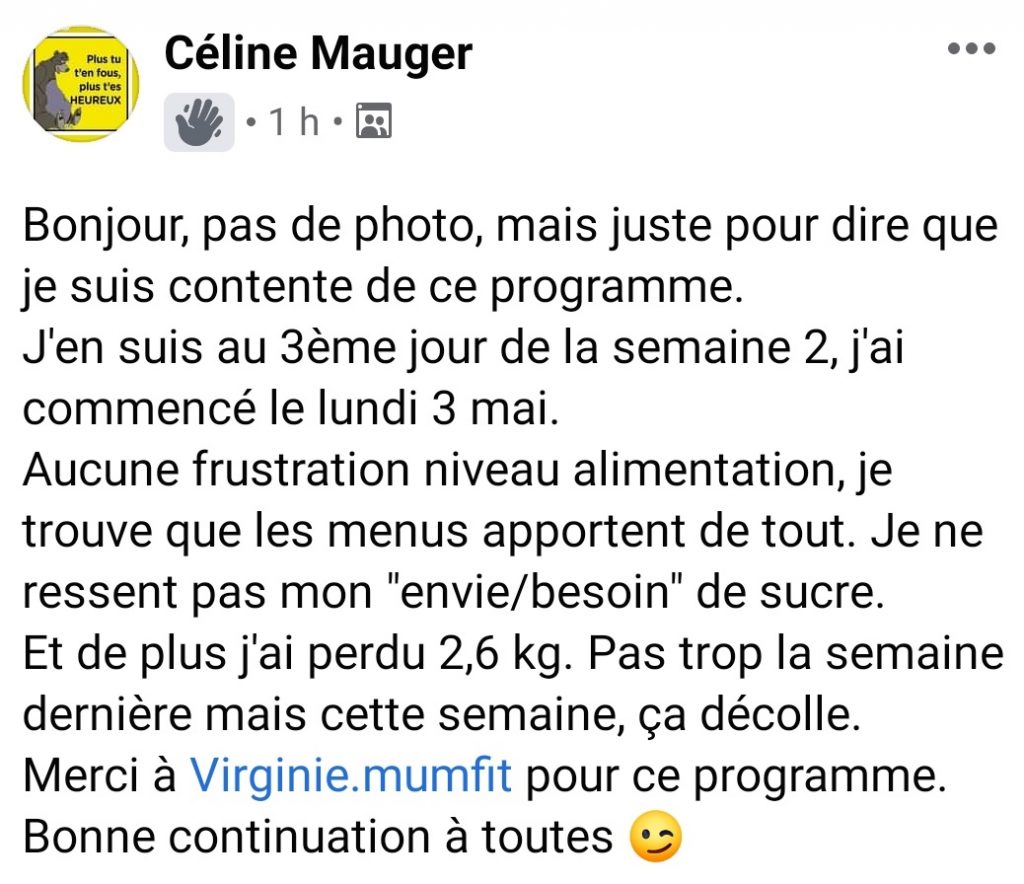 Plus tu
t'en fous,
plus t'es
HEUREUX
Céline Mauger
• 1 h •
Bonjour, pas de photo, mais juste pour dire que
je suis contente de ce programme.
J'en suis au 3ème jour de la semaine 2, j'ai
commencé le lundi 3 mai.
Aucune frustration niveau alimentation, je
trouve que les menus apportent de tout. Je ne
ressent pas mon "envie/besoin" de sucre.
Et de plus j'ai perdu 2,6 kg. Pas trop la semaine
dernière mais cette semaine, ça décolle.
Merci à Virginie.mumfit pour ce programme.
Bonne continuation à toutes 😉